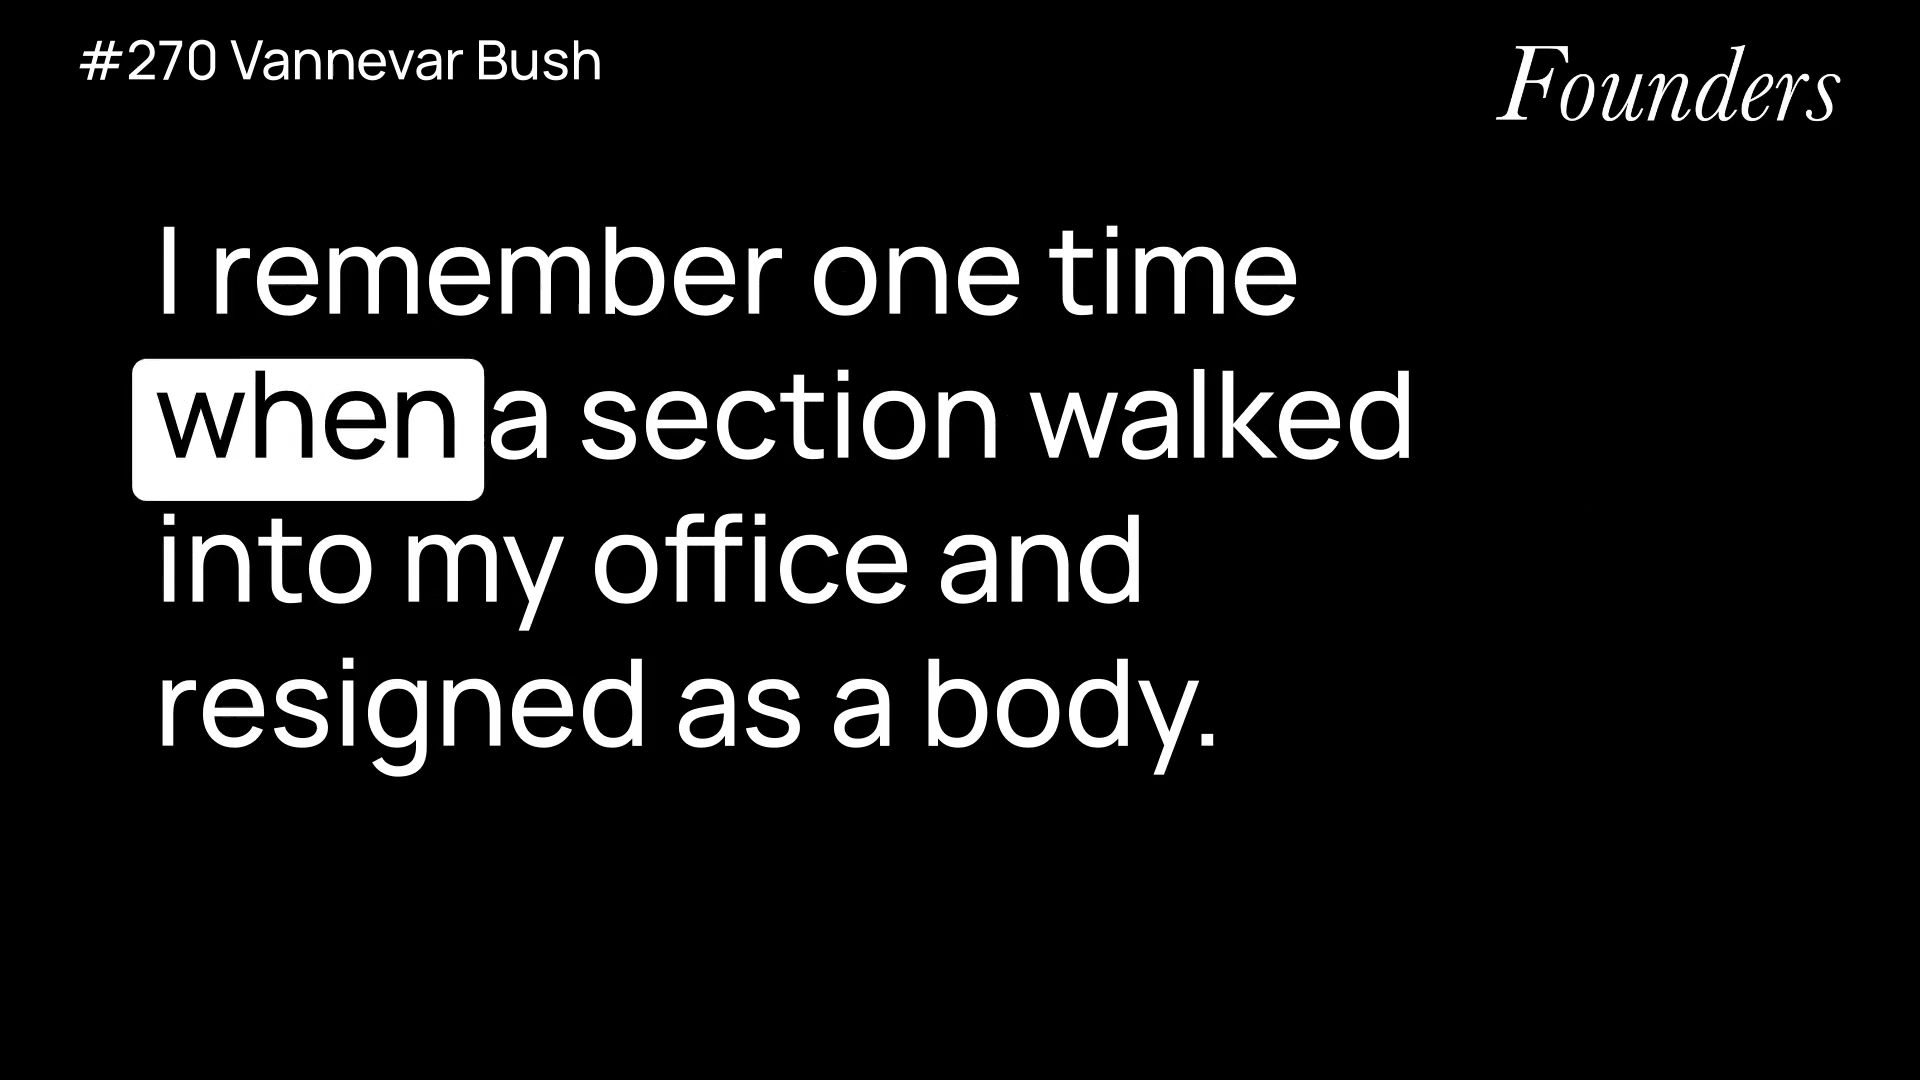 #270 Vannevar Bush
Founders
I remember one time
when a section walked
into my office and
resigned as a body.